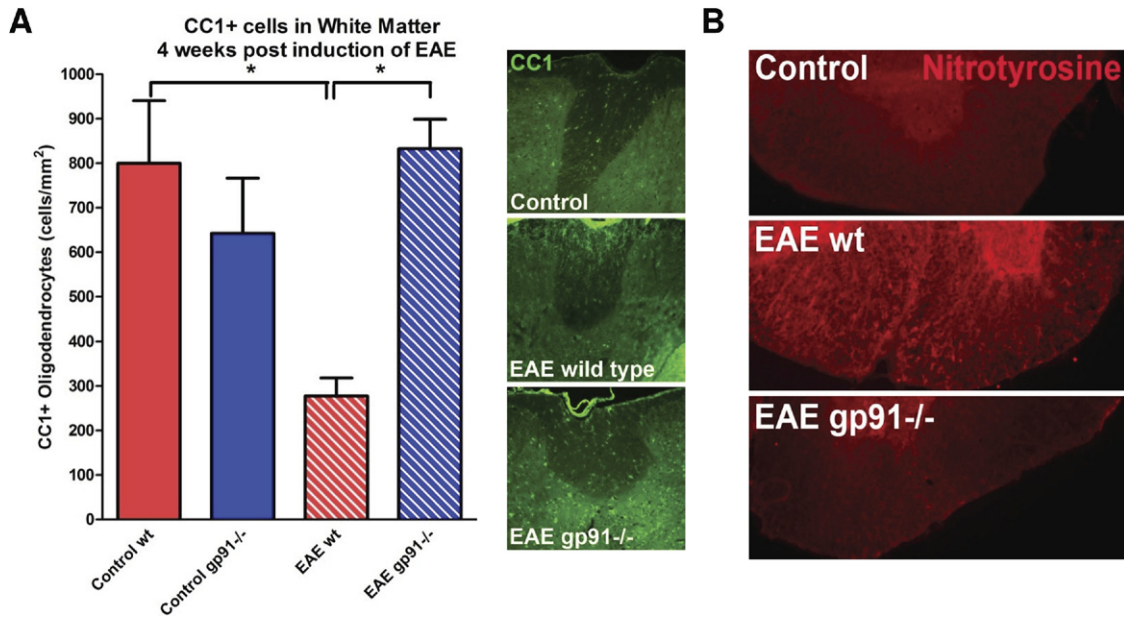 A
CC1+ cells in White Matter
4 weeks post induction of EAE
*
*
CC1+ Oligodendrocytes (cells/mm²)
1000
900
800
700
600
500
400
300
200
100
0
Control wt
Control gp91-/-
EAE wt
EAE gp91-/-
CC1
Control
EAE wild type
EAE gp91-/-
B
Control Nitrotyrosine
EAE wt
EAE gp91-/-